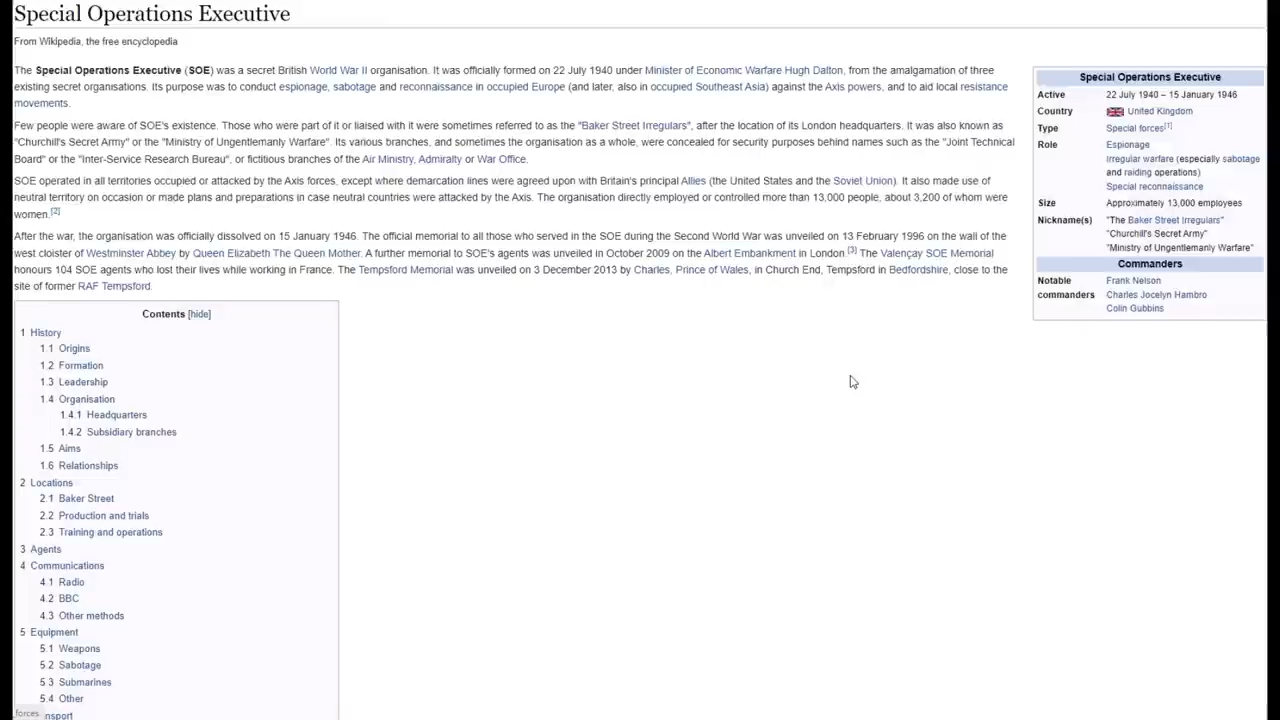 Special Operations Executive
From Wikipedia, the free encyclopedia
The Special Operations Executive (SOE) was a secret British World War II organisation. It was officially formed on 22 July 1940 under Minister of Economic Warfare Hugh Dalton, from the amalgamation of three
existing secret organisations. Its purpose was to conduct espionage, sabotage and reconnaissance in occupied Europe (and later, also in occupied Southeast Asia) against the Axis powers, and to aid local resistance
movements.
Few people were aware of SOE's existence. Those who were part of it or liaised with it were sometimes referred to as the "Baker Street Irregulars", after the location of its London headquarters. It was also known as
"Churchill's Secret Army" or the "Ministry of Ungentlemanly Warfare". Its various branches, and sometimes the organisation as a whole, were concealed for security purposes behind names such as the "Joint Technical
Board" or the "Inter-Service Research Bureau", or fictitious branches of the Air Ministry, Admiralty or War Office.
SOE operated in all territories occupied or attacked by the Axis forces, except where demarcation lines were agreed upon with Britain's principal Allies (the United States and the Soviet Union). It also made use of
neutral territory on occasion or made plans and preparations in case neutral countries were attacked by the Axis. The organisation directly employed or controlled more than 13,000 people, about 3,200 of whom were
women.[2]
After the war, the organisation was officially dissolved on 15 January 1946. The official memorial to all those who served in the SOE during the Second World War was unveiled on 13 February 1996 on the wall of the
west cloister of Westminster Abbey by Queen Elizabeth The Queen Mother. A further memorial to SOE's agents was unveiled in October 2009 on the Albert Embankment in London.[3] The Valençay SOE Memorial
honours 104 SOE agents who lost their lives while working in France. The Tempsford Memorial was unveiled on 3 December 2013 by Charles, Prince of Wales, in Church End, Tempsford in Bedfordshire, close to the
site of former RAF Tempsford.
Contents [hide]
1 History
1.1 Origins
1.2 Formation
1.3 Leadership
1.4 Organisation
1.4.1 Headquarters
1.4.2 Subsidiary branches
1.5 Aims
1.6 Relationships
2 Locations
2.1 Baker Street
2.2 Production and trials
2.3 Training and operations
3 Agents
4 Communications
4.1 Radio
4.2 BBC
4.3 Other methods
5 Equipment
5.1 Weapons
5.2 Sabotage
5.3 Submarines
5.4 Other
forces
nsport
Special Operations Executive
Active 22 July 1940 – 15 January 1946
Country United Kingdom
Type Special forces[1]
Role Espionage
irregular warfare (especially sabotage
and raiding operations)
Special reconnaissance
Size Approximately 13,000 employees
Nickname(s) "The Baker Street Irregulars"
"Churchill's Secret Army"
"Ministry of Ungentlemanly Warfare"
Commanders
Notable Frank Nelson
commanders Charles Jocelyn Hambro
Colin Gubbins